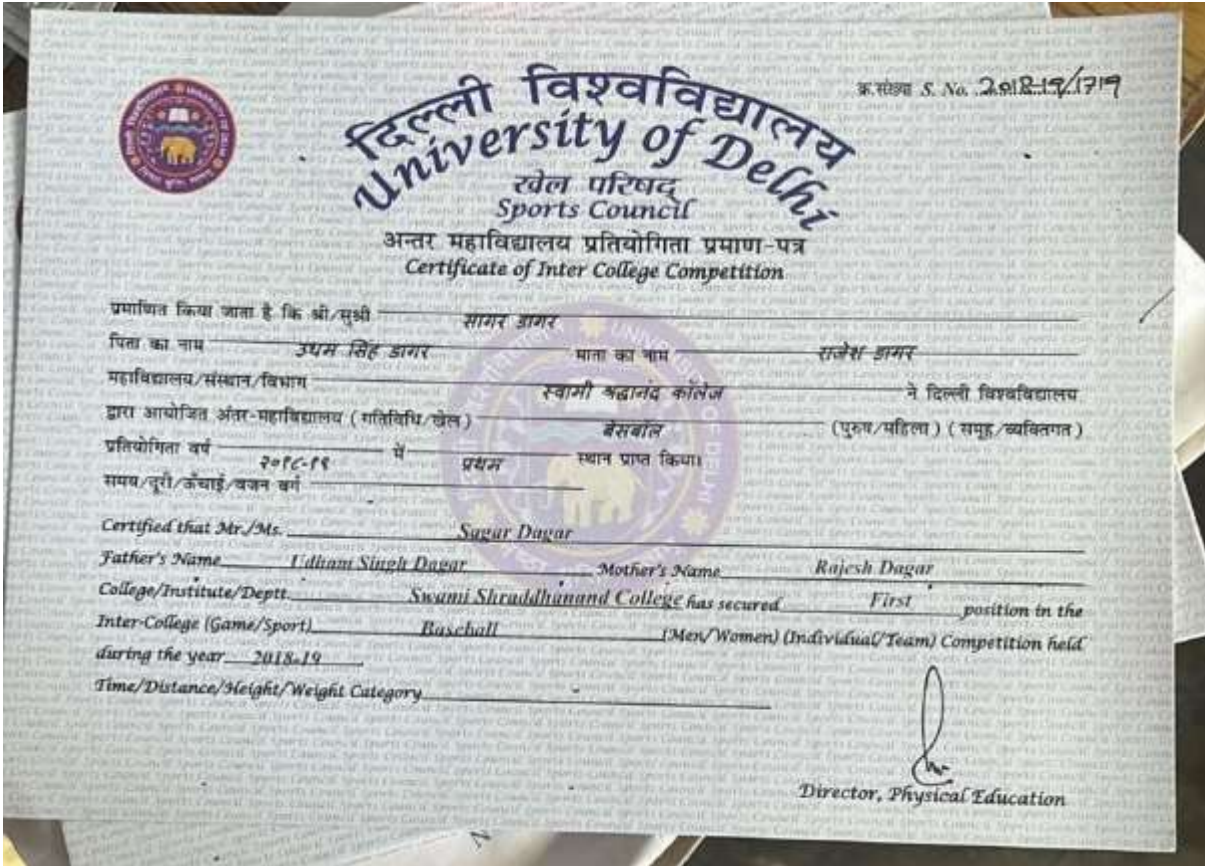 क्र.संख्या S. No. 2018-19/1719
दिल्ली विश्वविद्यालय
University of Delhi
खेल परिषद्
Sports Council
अन्तर महाविद्यालय प्रतियोगिता प्रमाण-पत्र
Certificate of Inter College Competition
प्रमाणित किया जाता है कि श्री/सुश्री सागर डागर
पिता का नाम उधम सिंह डागर माता का नाम राजेश डागर
महाविद्यालय/संस्थान/विभाग स्वामी श्रद्धानंद कॉलेज ने दिल्ली विश्वविद्यालय
द्वारा आयोजित अंतर-महाविद्यालय (गतिविधि/खेल) बेसबॉल (पुरुष/महिला) (समूह/व्यक्तिगत)
प्रतियोगिता वर्ष २०१८-१९ में प्रथम स्थान प्राप्त किया।
समय/दूरी/ऊँचाई/वजन वर्ग
Certified that Mr./Ms. Sagar Dagar
Father's Name Udham Singh Dagar Mother's Name Rajesh Dagar
College/Institute/Deptt. Swami Shraddhanand College has secured First position in the
Inter-College (Game/Sport) Baseball (Men/Women) (Individual/Team) Competition held
during the year 2018-19
Time/Distance/Height/Weight Category
Director, Physical Education